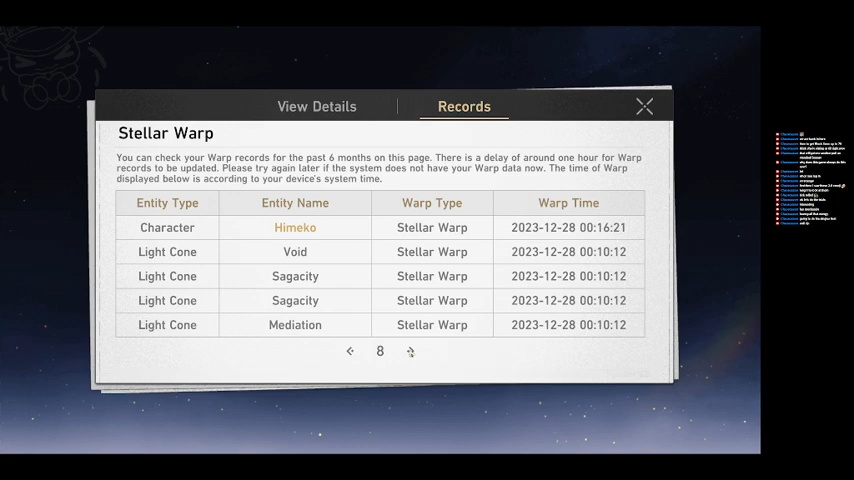 View Details
Records
Stellar Warp
You can check your Warp records for the past 6 months on this page. There is a delay of around one hour for Warp
records to be updated. Please try again later if the system does not have your Warp data now. The time of Warp
displayed below is according to your device's system time.
Entity Type Entity Name Warp Type Warp Time
Character Himeko Stellar Warp 2023-12-28 00:16:21
Light Cone Void Stellar Warp 2023-12-28 00:10:12
Light Cone Sagacity Stellar Warp 2023-12-28 00:10:12
Light Cone Sagacity Stellar Warp 2023-12-28 00:10:12
Light Cone Mediation Stellar Warp 2023-12-28 00:10:12
8